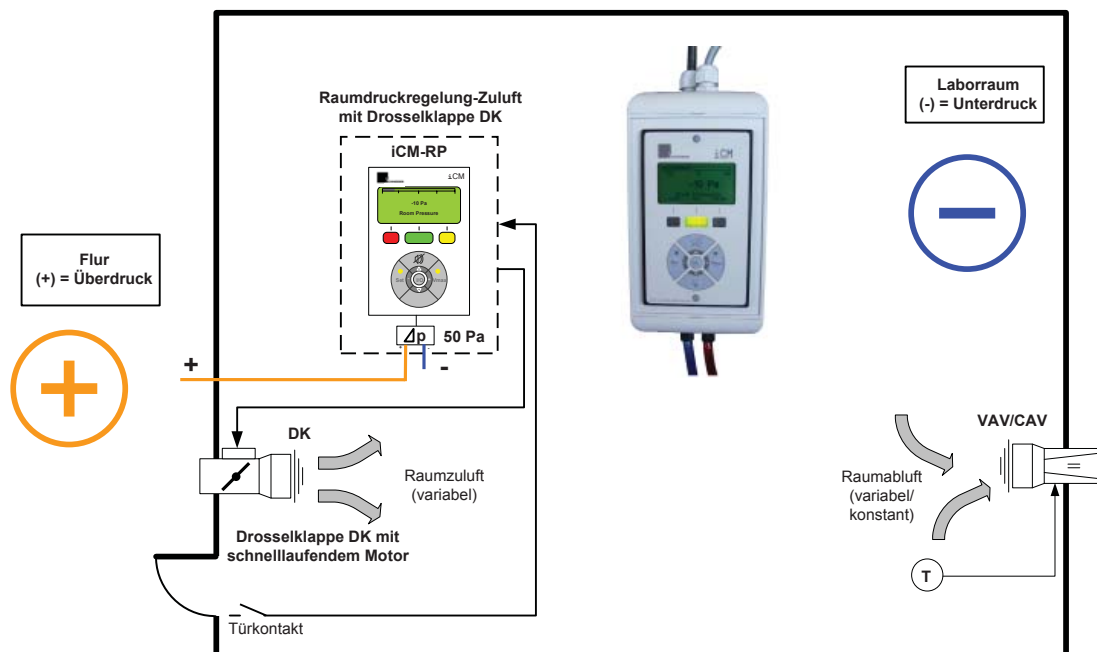 Raumdruckregelung-Zuluft
mit Drosselklappe DK
iCM-RP
iCM
-10 Pa
Room Pressure
Set
Vmax
Δp
50 Pa
+
-
Flur
(+) = Überdruck
+
iCM
-10 Pa
Laborraum
(-) = Unterdruck
-
DK
Raumzuluft
(variabel)
Drosselklappe DK mit
schnelllaufendem Motor
Türkontakt
VAV/CAV
Raumabluft
(variabel/
konstant)
T